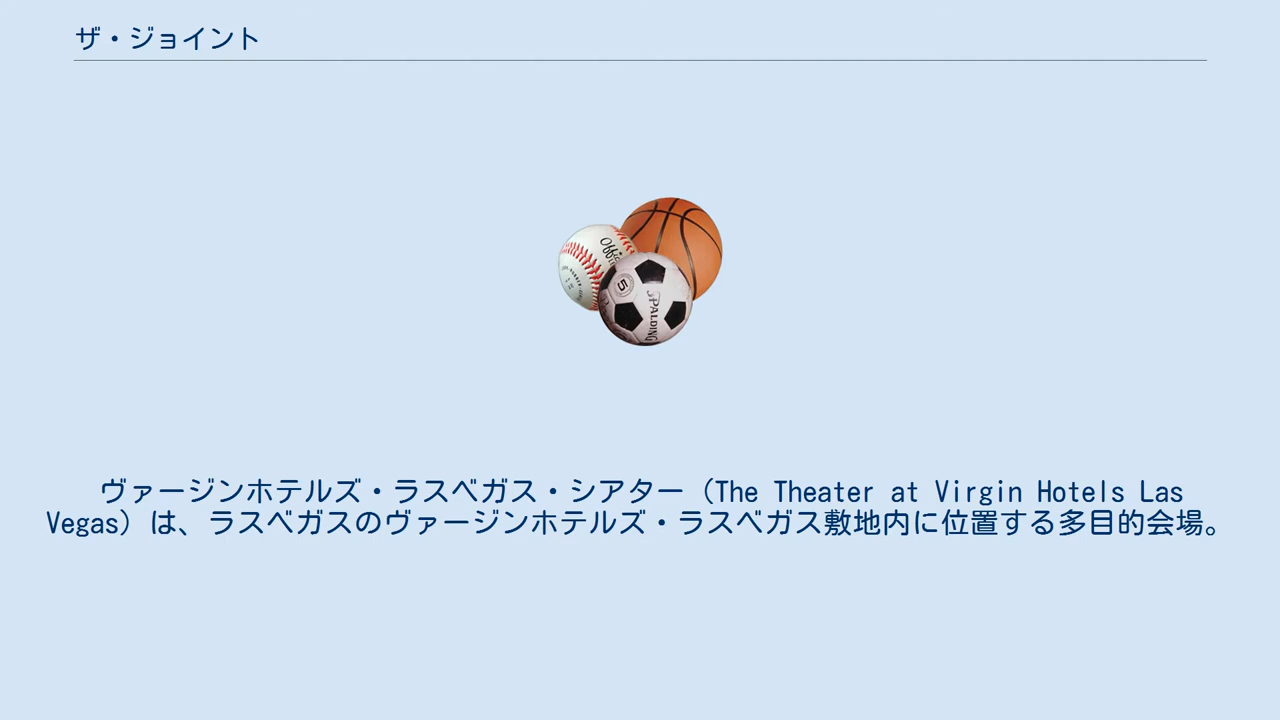 ザ・ジョイント
Offic
5
SPALDING
ヴァージンホテルズ・ラスベガス・シアター（The Theater at Virgin Hotels Las
Vegas）は、ラスベガスのヴァージンホテルズ・ラスベガス敷地内に位置する多目的会場。